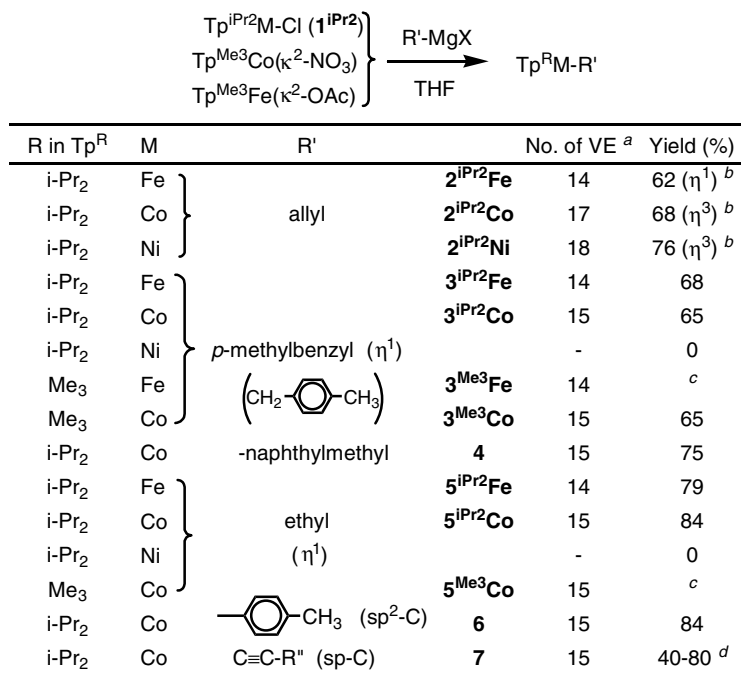 Tp^iPr2M-Cl (1^iPr2)
Tp^Me3Co(κ²-NO₃)
Tp^Me3Fe(κ²-OAc)
R'-MgX
THF
Tp^RM-R'
R in Tp^R M R' No. of VE ^a Yield (%)
i-Pr₂ Fe 2^iPr2Fe 14 62 (η¹) ^b
i-Pr₂ Co allyl 2^iPr2Co 17 68 (η³) ^b
i-Pr₂ Ni 2^iPr2Ni 18 76 (η³) ^b
i-Pr₂ Fe 3^iPr2Fe 14 68
i-Pr₂ Co 3^iPr2Co 15 65
i-Pr₂ Ni p-methylbenzyl (η¹) - 0
Me₃ Fe (CH₂- -CH₃) 3^Me3Fe 14 ^c
Me₃ Co 3^Me3Co 15 65
i-Pr₂ Co -naphthylmethyl 4 15 75
i-Pr₂ Fe 5^iPr2Fe 14 79
i-Pr₂ Co ethyl 5^iPr2Co 15 84
i-Pr₂ Ni (η¹) - 0
Me₃ Co 5^Me3Co 15 ^c
i-Pr₂ Co -CH₃ (sp²-C) 6 15 84
i-Pr₂ Co C≡C-R" (sp-C) 7 15 40-80 ^d